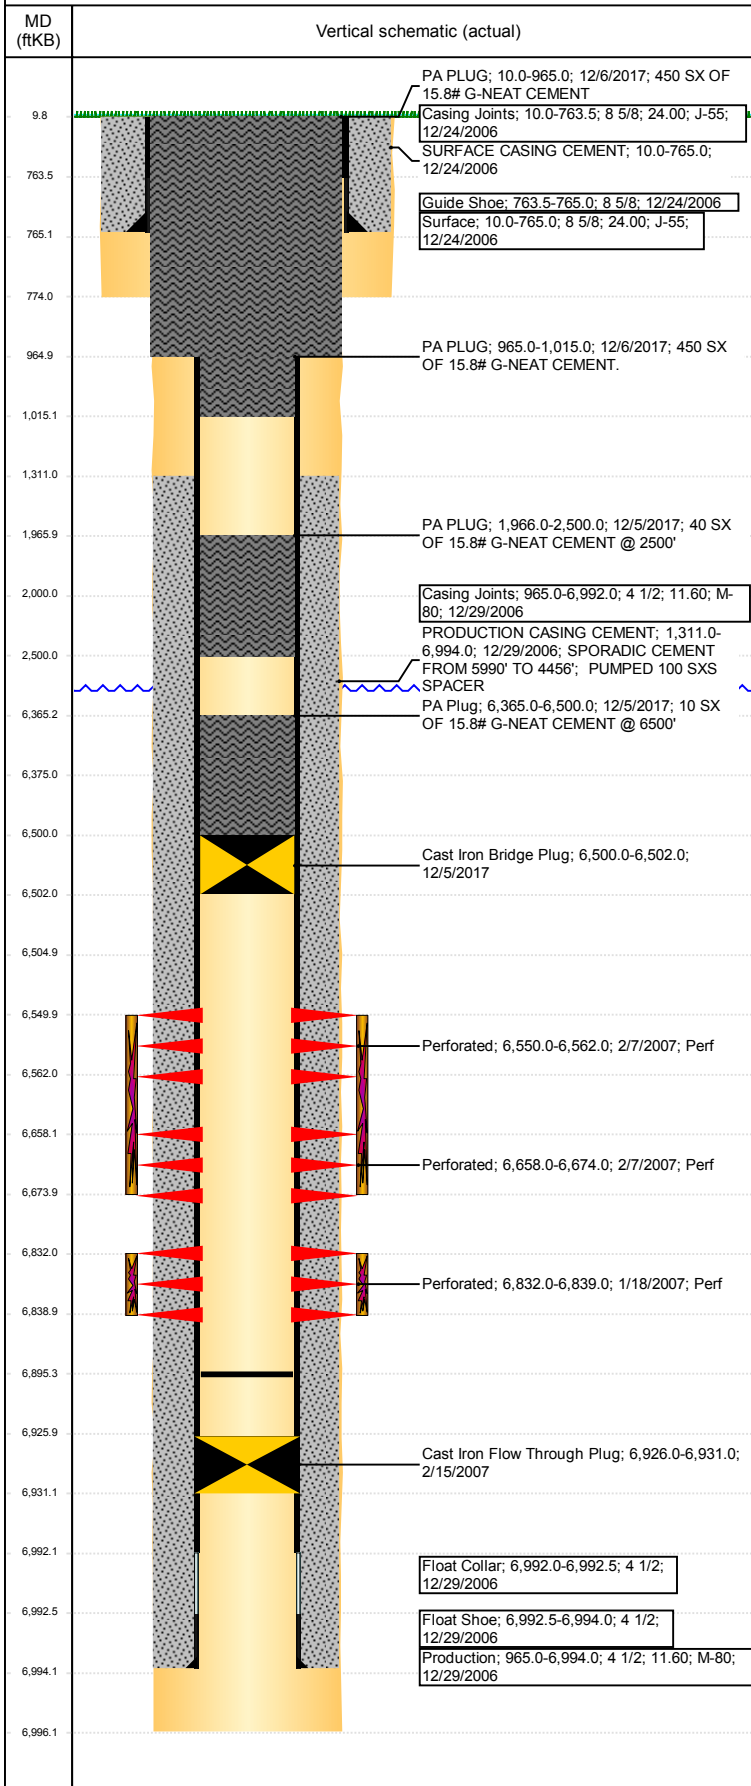 MD
(ftKB)
Vertical schematic (actual)
PA PLUG; 10.0-965.0; 12/6/2017; 450 SX OF
15.8# G-NEAT CEMENT
9.8
Casing Joints; 10.0-763.5; 8 5/8; 24.00; J-55;
12/24/2006
SURFACE CASING CEMENT; 10.0-765.0;
12/24/2006
763.5
Guide Shoe; 763.5-765.0; 8 5/8; 12/24/2006
Surface; 10.0-765.0; 8 5/8; 24.00; J-55;
12/24/2006
765.1
774.0
PA PLUG; 965.0-1,015.0; 12/6/2017; 450 SX
OF 15.8# G-NEAT CEMENT.
964.9
1,015.1
1,311.0
PA PLUG; 1,966.0-2,500.0; 12/5/2017; 40 SX
OF 15.8# G-NEAT CEMENT @ 2500'
1,965.9
Casing Joints; 965.0-6,992.0; 4 1/2; 11.60; M-
80; 12/29/2006
2,000.0
PRODUCTION CASING CEMENT; 1,311.0-
6,994.0; 12/29/2006; SPORADIC CEMENT
FROM 5990' TO 4456'; PUMPED 100 SXS
SPACER
2,500.0
PA Plug; 6,365.0-6,500.0; 12/5/2017; 10 SX
OF 15.8# G-NEAT CEMENT @ 6500'
6,365.2
6,375.0
6,500.0
Cast Iron Bridge Plug; 6,500.0-6,502.0;
12/5/2017
6,502.0
6,504.9
6,549.9
Perforated; 6,550.0-6,562.0; 2/7/2007; Perf
6,562.0
6,658.1
Perforated; 6,658.0-6,674.0; 2/7/2007; Perf
6,673.9
6,832.0
Perforated; 6,832.0-6,839.0; 1/18/2007; Perf
6,838.9
6,895.3
6,925.9
Cast Iron Flow Through Plug; 6,926.0-6,931.0;
2/15/2007
6,931.1
6,992.1
Float Collar; 6,992.0-6,992.5; 4 1/2;
12/29/2006
6,992.5
Float Shoe; 6,992.5-6,994.0; 4 1/2;
12/29/2006
Production; 965.0-6,994.0; 4 1/2; 11.60; M-80;
12/29/2006
6,994.1
6,996.1